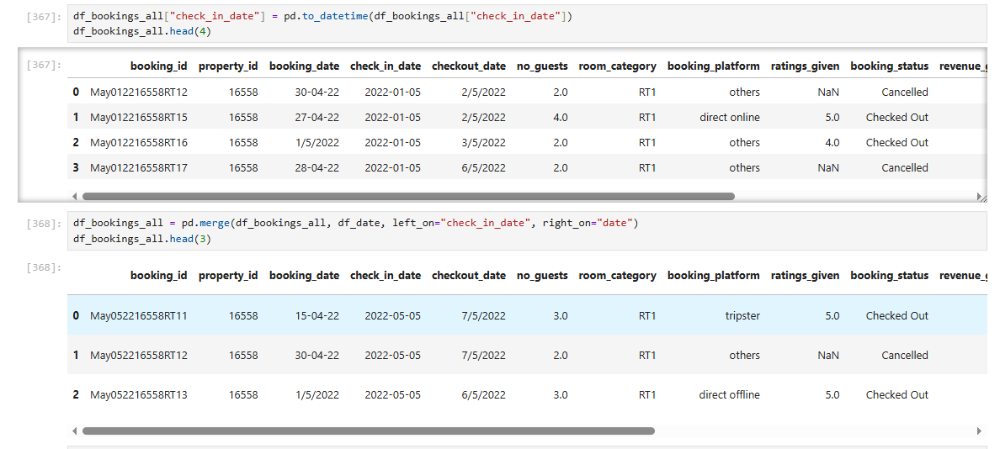 [367]: df_bookings_all["check_in_date"] = pd.to_datetime(df_bookings_all["check_in_date"])
df_bookings_all.head(4)
[367]: booking_id property_id booking_date check_in_date checkout_date no_guests room_category booking_platform ratings_given booking_status revenue_g
0 May012216558RT12 16558 30-04-22 2022-01-05 2/5/2022 2.0 RT1 others NaN Cancelled
1 May012216558RT15 16558 27-04-22 2022-01-05 2/5/2022 4.0 RT1 direct online 5.0 Checked Out
2 May012216558RT16 16558 1/5/2022 2022-01-05 3/5/2022 2.0 RT1 others 4.0 Checked Out
3 May012216558RT17 16558 28-04-22 2022-01-05 6/5/2022 2.0 RT1 others NaN Cancelled
[368]: df_bookings_all = pd.merge(df_bookings_all, df_date, left_on="check_in_date", right_on="date")
df_bookings_all.head(3)
[368]: booking_id property_id booking_date check_in_date checkout_date no_guests room_category booking_platform ratings_given booking_status revenue_g
0 May052216558RT11 16558 15-04-22 2022-05-05 7/5/2022 3.0 RT1 tripster 5.0 Checked Out
1 May052216558RT12 16558 30-04-22 2022-05-05 7/5/2022 2.0 RT1 others NaN Cancelled
2 May052216558RT13 16558 1/5/2022 2022-05-05 6/5/2022 3.0 RT1 direct offline 5.0 Checked Out